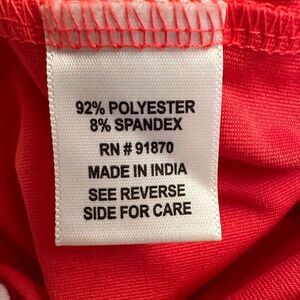 92% POLYESTER
8% SPANDEX
RN # 91870
MADE IN INDIA
SEE REVERSE
SIDE FOR CARE